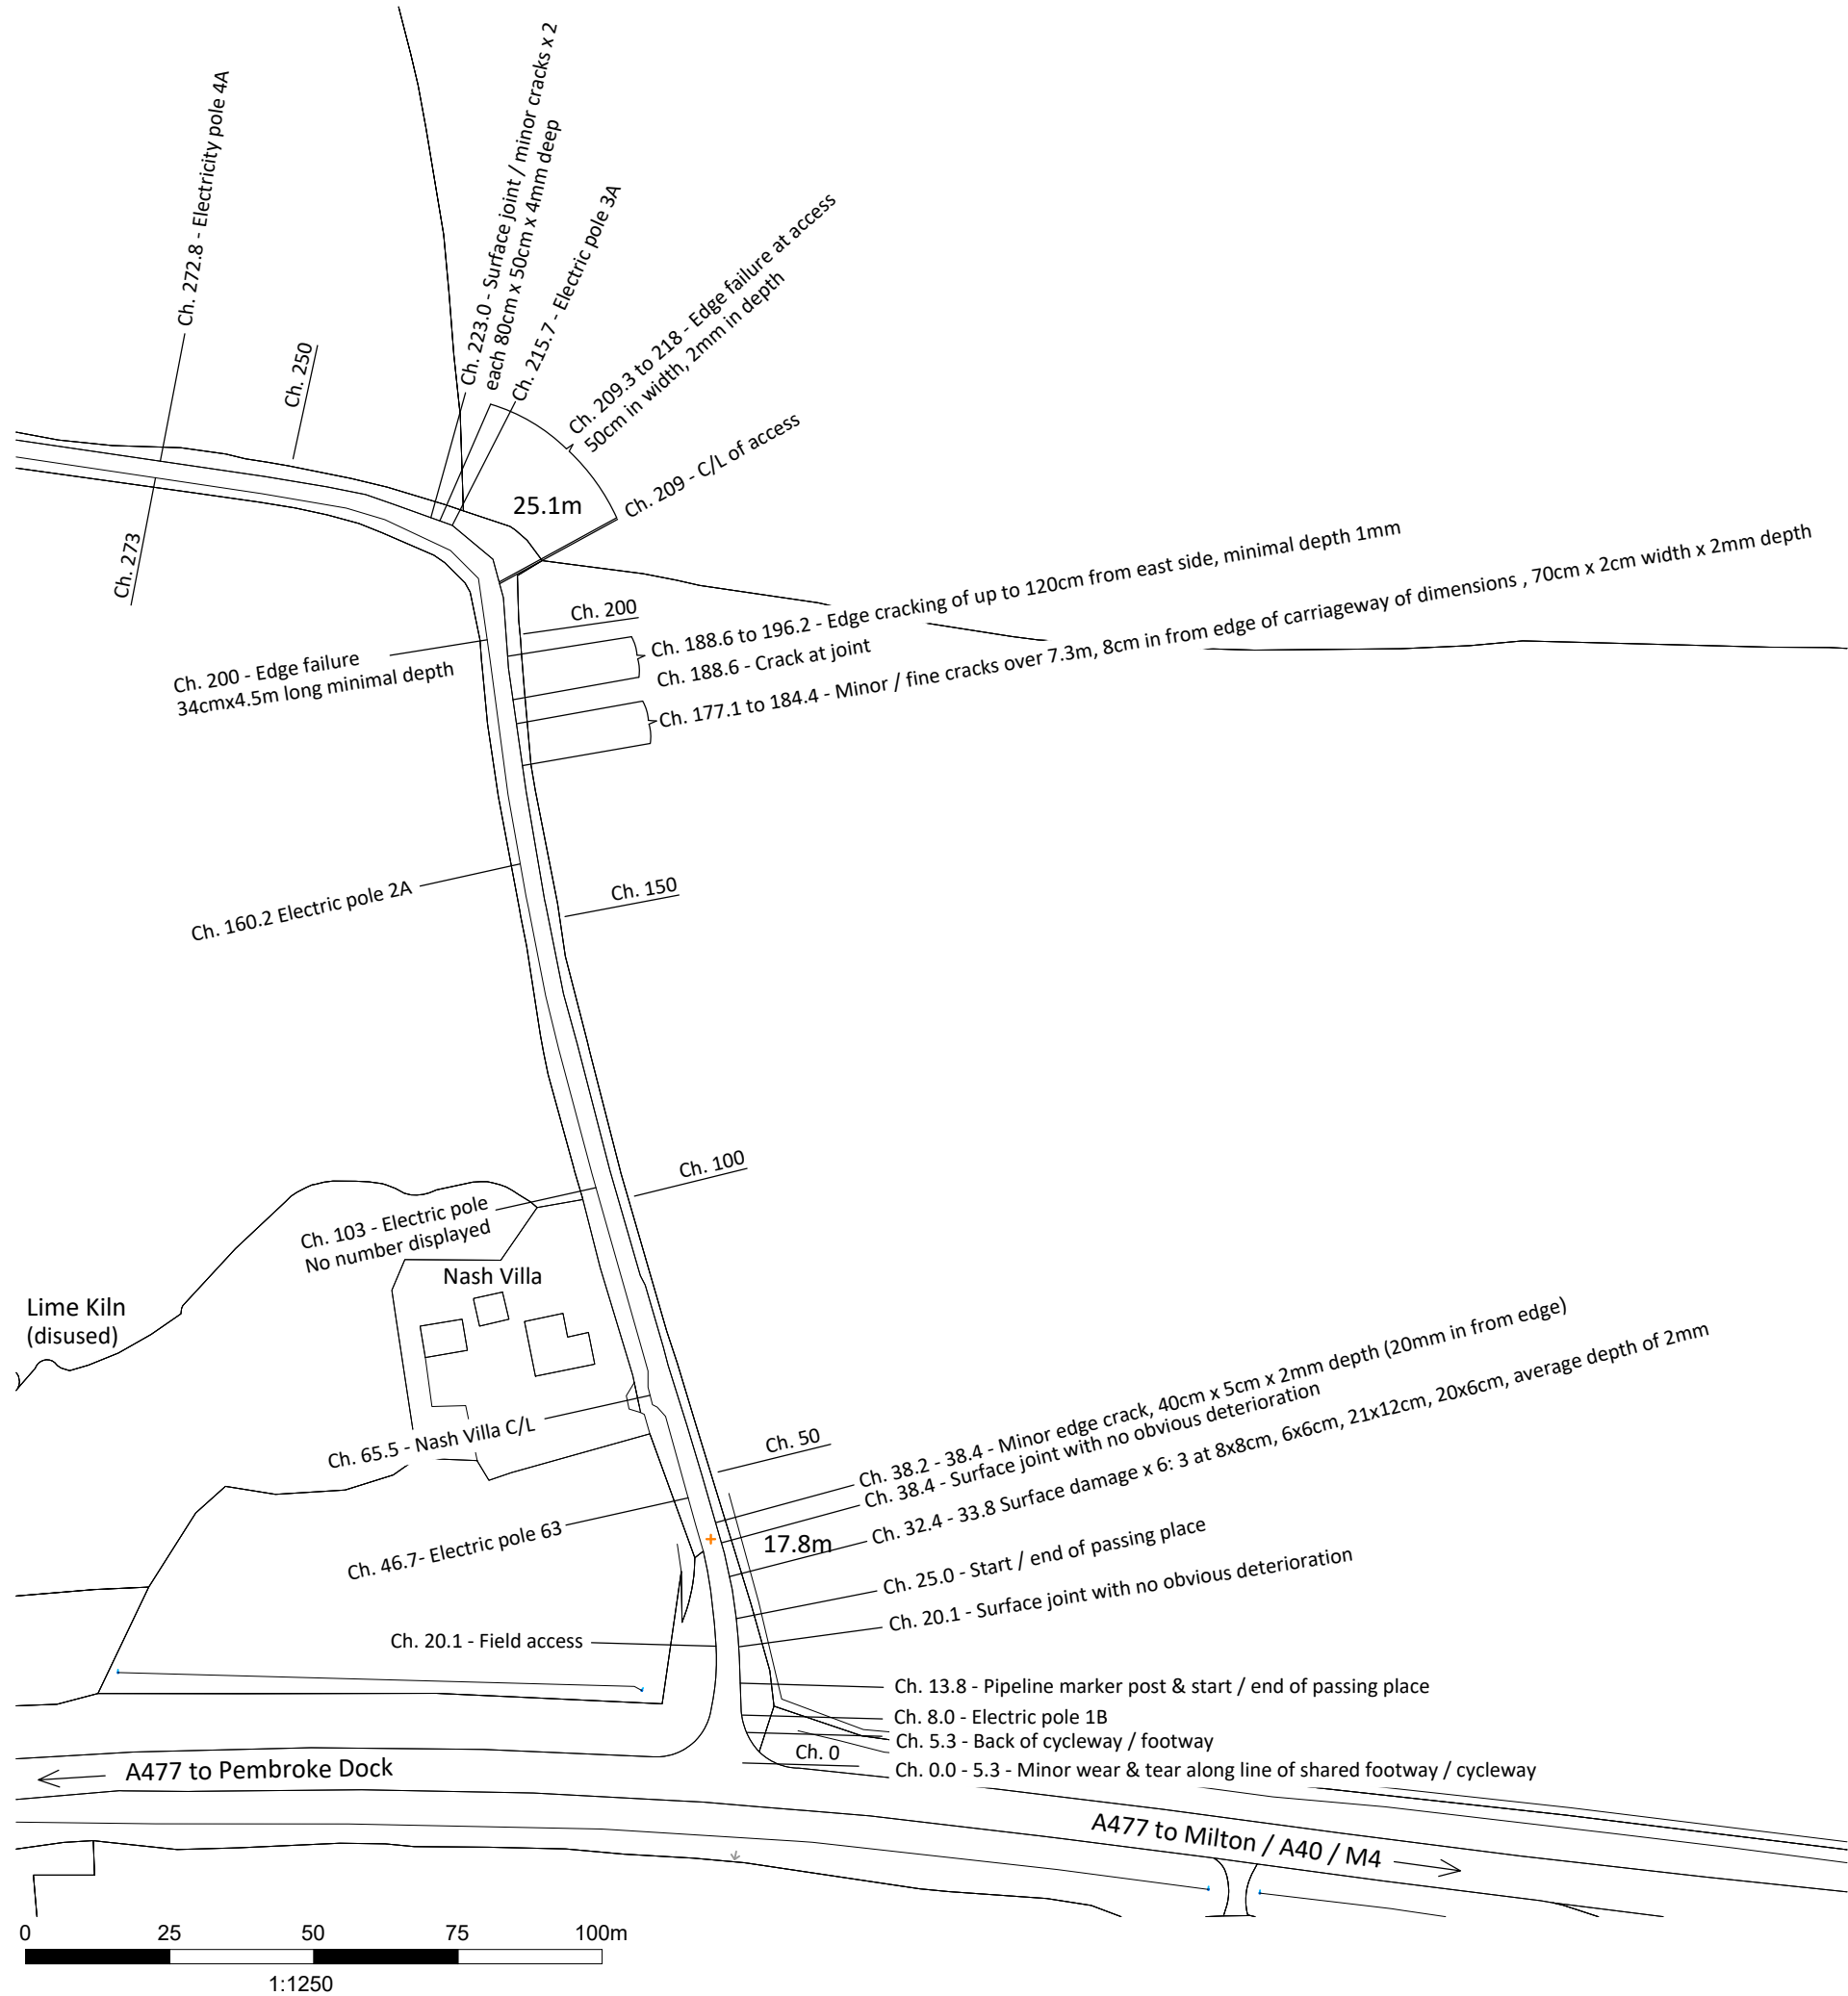 Ch. 272.8 - Electricity pole 4A
Ch. 250
Ch. 223.0 - Surface joint / minor cracks x 2
each 80cm x 50cm x 4mm deep
Ch. 215.7 - Electric pole 3A
Ch. 209.3 to 218 - Edge failure at access
50cm in width, 2mm in depth
Ch. 209 - C/L of access
25.1m
Ch. 273
Ch. 200
Ch. 188.6 to 196.2 - Edge cracking of up to 120cm from east side, minimal depth 1mm
Ch. 188.6 - Crack at joint
Ch. 177.1 to 184.4 - Minor / fine cracks over 7.3m, 8cm in from edge of carriageway of dimensions , 70cm x 2cm width x 2mm depth
Ch. 200 - Edge failure
34cmx4.5m long minimal depth
Ch. 160.2 Electric pole 2A
Ch. 150
Ch. 100
Ch. 103 - Electric pole
No number displayed
Nash Villa
Lime Kiln
(disused)
Ch. 65.5 - Nash Villa C/L
Ch. 50
Ch. 38.2 - 38.4 - Minor edge crack, 40cm x 5cm x 2mm depth (20mm in from edge)
Ch. 38.4 - Surface joint with no obvious deterioration
Ch. 32.4 - 33.8 Surface damage x 6: 3 at 8x8cm, 6x6cm, 21x12cm, 20x6cm, average depth of 2mm
17.8m
Ch. 46.7- Electric pole 63
Ch. 25.0 - Start / end of passing place
Ch. 20.1 - Surface joint with no obvious deterioration
Ch. 20.1 - Field access
Ch. 13.8 - Pipeline marker post & start / end of passing place
Ch. 8.0 - Electric pole 1B
Ch. 5.3 - Back of cycleway / footway
Ch. 0
Ch. 0.0 - 5.3 - Minor wear & tear along line of shared footway / cycleway
A477 to Pembroke Dock
A477 to Milton / A40 / M4
0 25 50 75 100m
1:1250